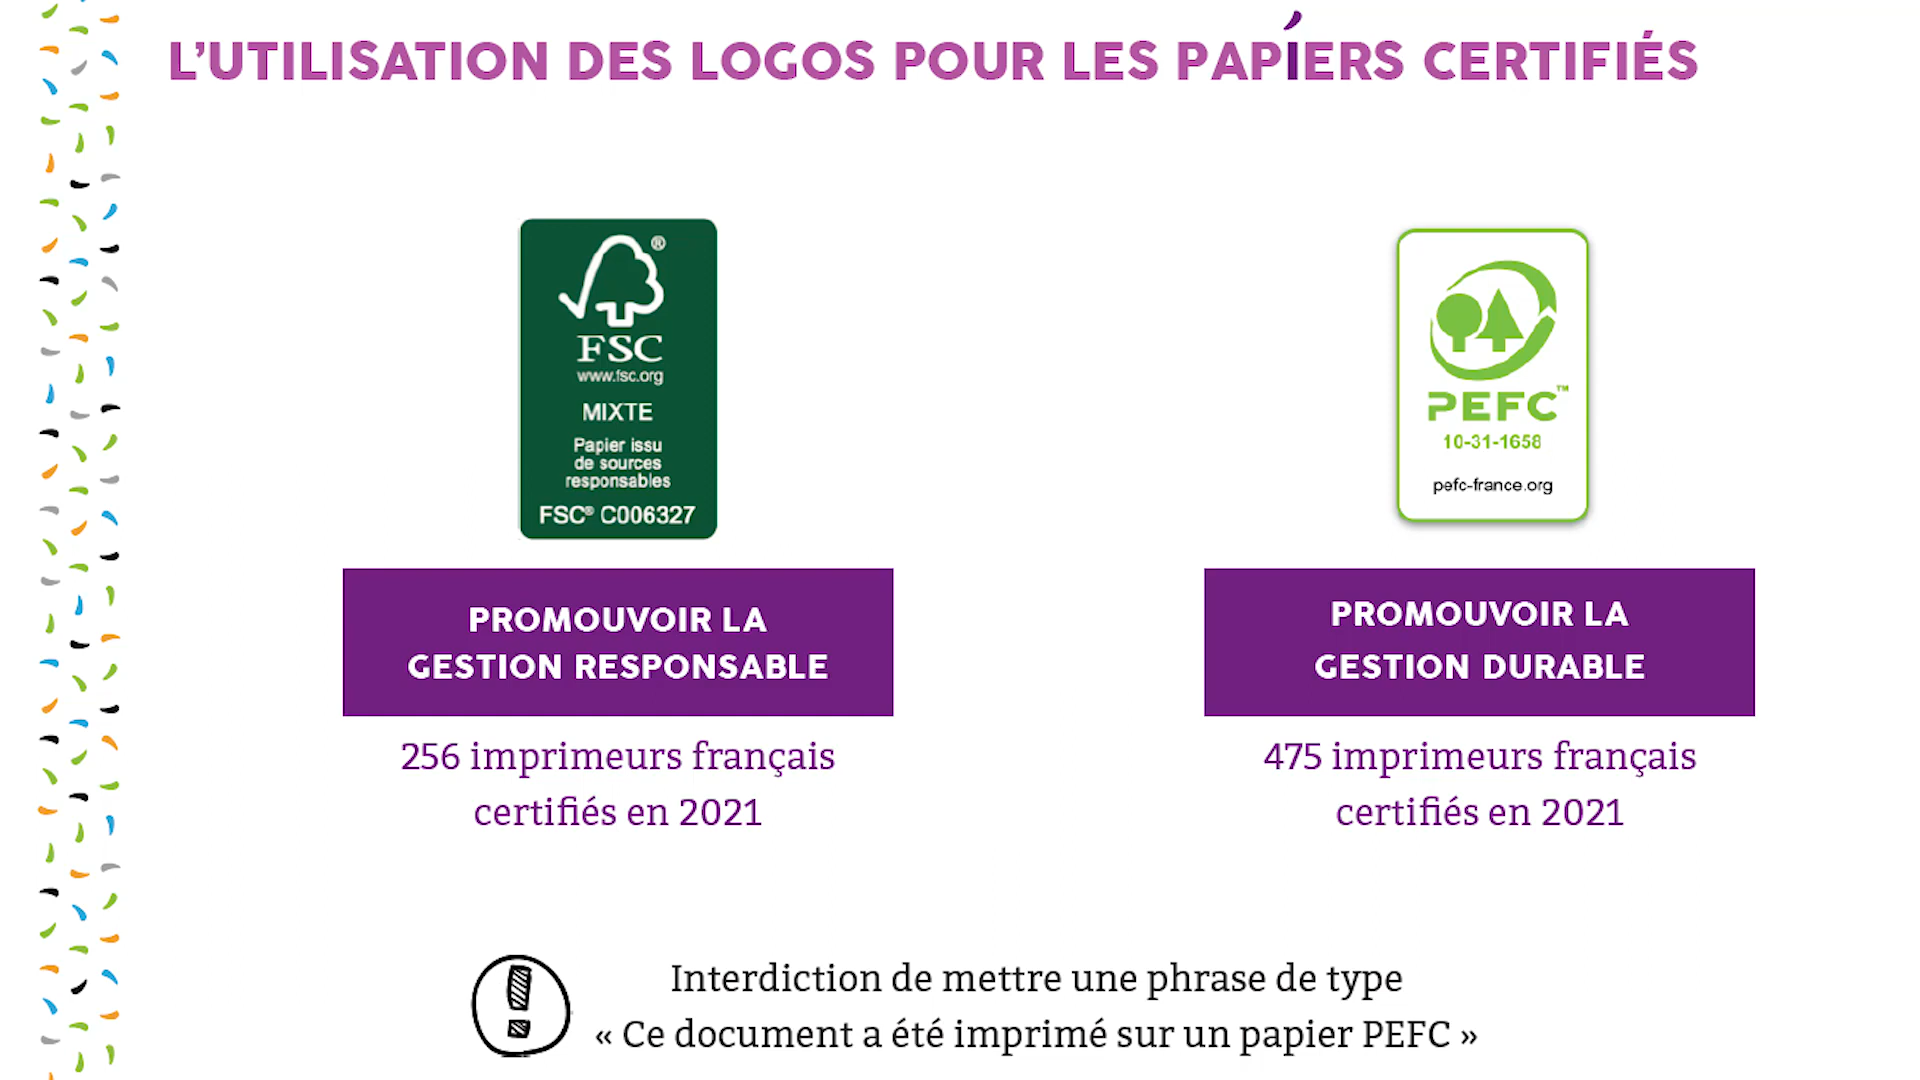 L’UTILISATION DES LOGOS POUR LES PAPIERS CERTIFIÉS
®
FSC
www.fsc.org
MIXTE
Papier issu
de sources
responsables
FSC® C006327
PEFC™
10-31-1658
pefc-france.org
PROMOUVOIR LA
GESTION RESPONSABLE
PROMOUVOIR LA
GESTION DURABLE
256 imprimeurs français
certifiés en 2021
475 imprimeurs français
certifiés en 2021
Interdiction de mettre une phrase de type
« Ce document a été imprimé sur un papier PEFC »